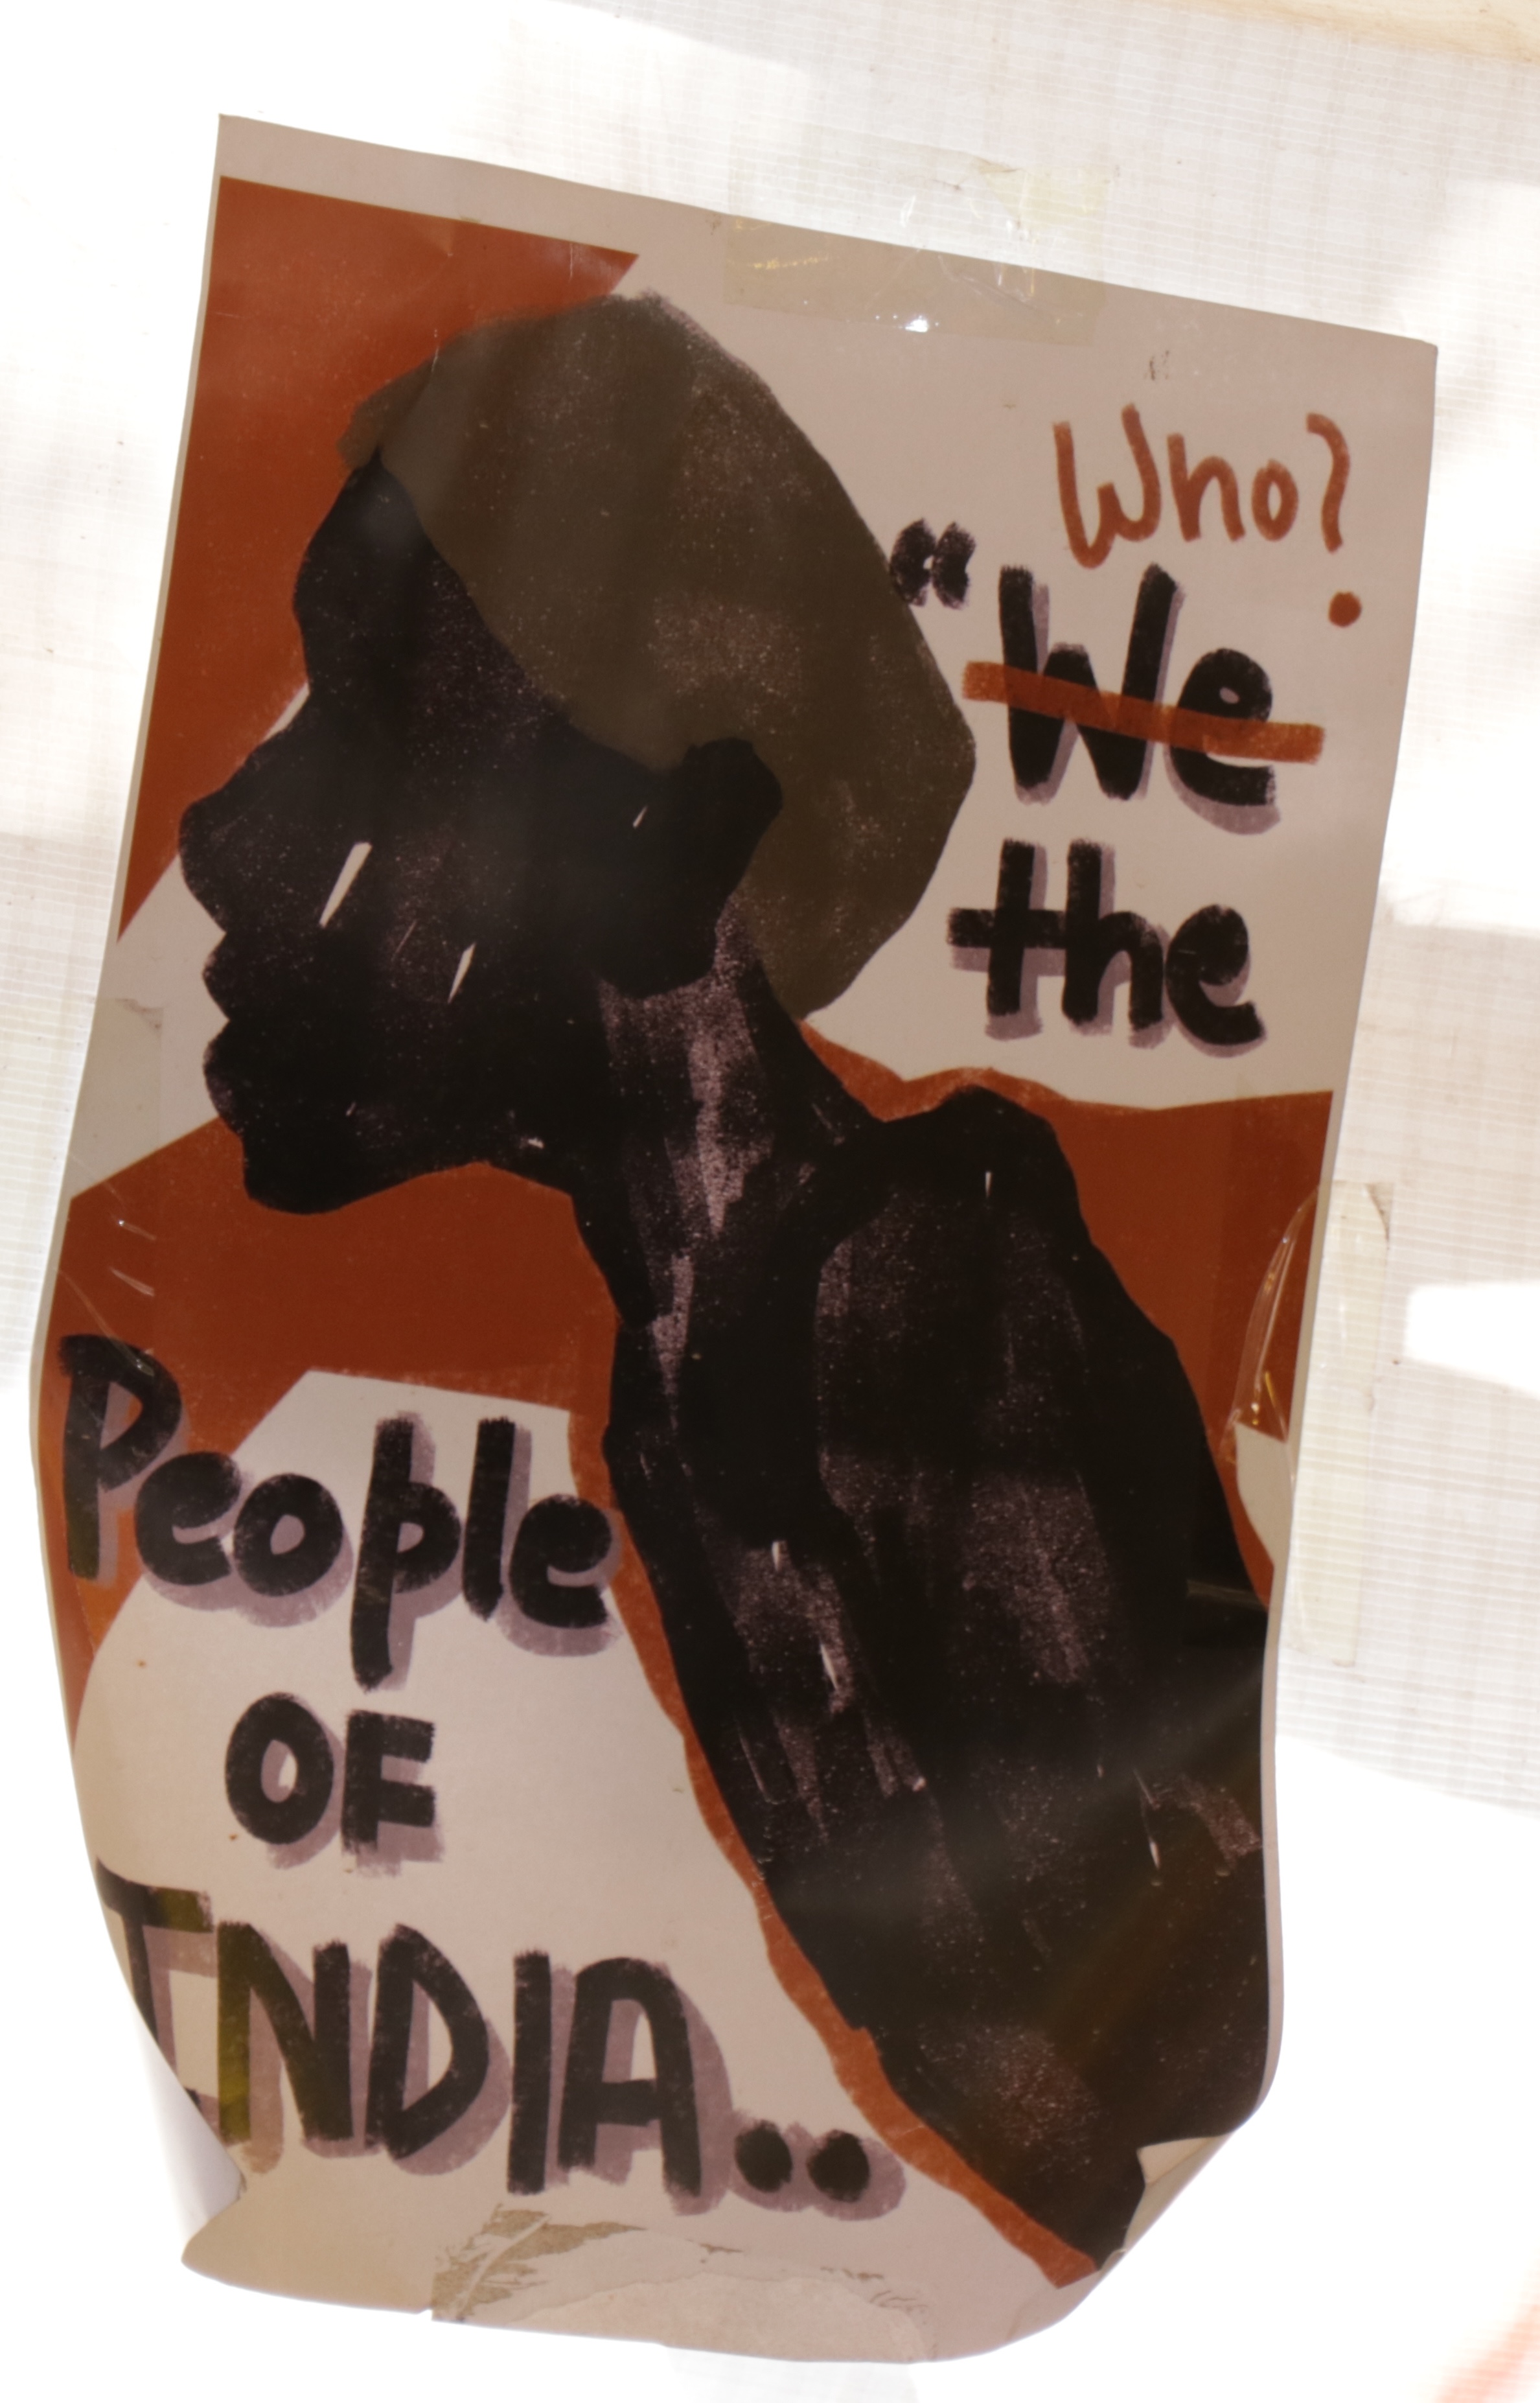 Who?
"We
the
People
OF
INDIA..